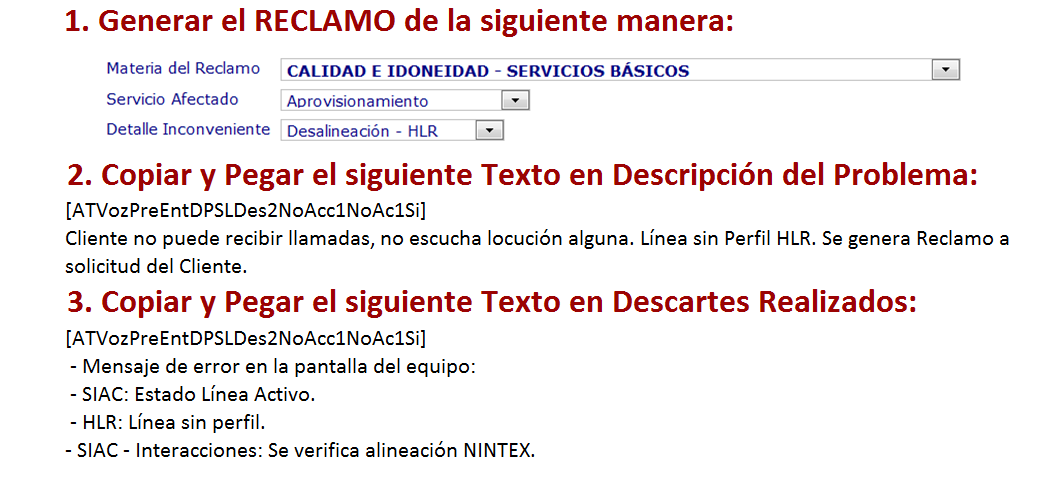 1. Generar el RECLAMO de la siguiente manera:
Materia del Reclamo CALIDAD E IDONEIDAD - SERVICIOS BÁSICOS
Servicio Afectado Aprovisionamiento
Detalle Inconveniente Desalineación - HLR
2. Copiar y Pegar el siguiente Texto en Descripción del Problema:
[ATVozPreEntDPSLDes2NoAcc1NoAc1Si]
Cliente no puede recibir llamadas, no escucha locución alguna. Línea sin Perfil HLR. Se genera Reclamo a
solicitud del Cliente.
3. Copiar y Pegar el siguiente Texto en Descartes Realizados:
[ATVozPreEntDPSLDes2NoAcc1NoAc1Si]
- Mensaje de error en la pantalla del equipo:
- SIAC: Estado Línea Activo.
- HLR: Línea sin perfil.
- SIAC - Interacciones: Se verifica alineación NINTEX.